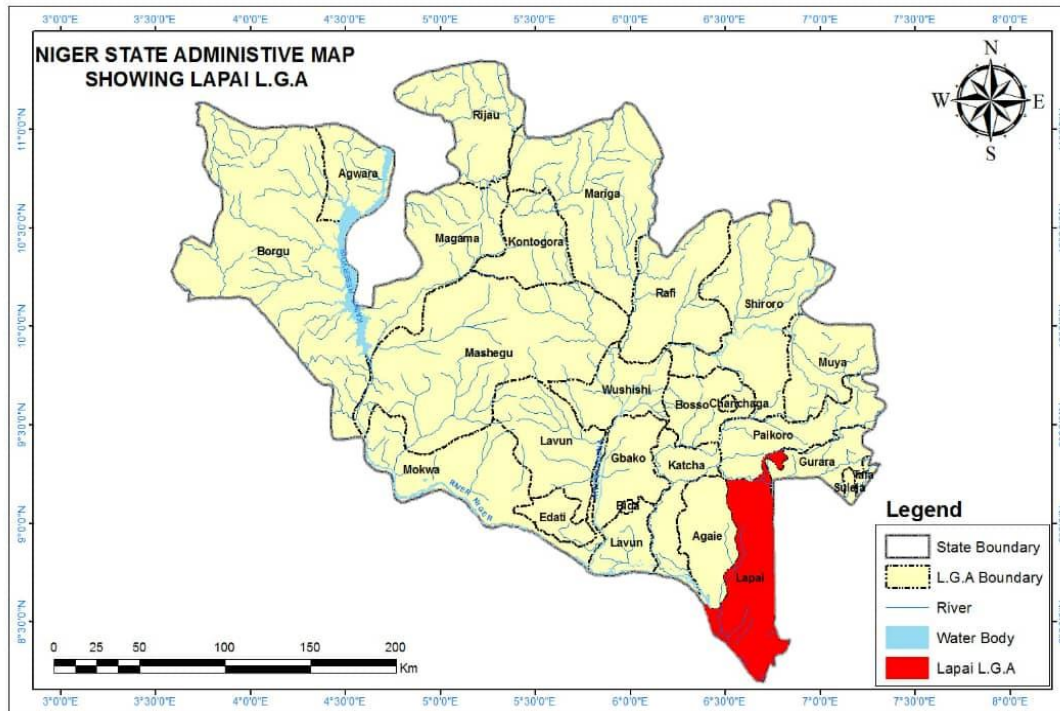 3°0'0"E 3°30'0"E 4°0'0"E 4°30'0"E 5°0'0"E 5°30'0"E 6°0'0"E 6°30'0"E 7°0'0"E 7°30'0"E 8°0'0"E
NIGER STATE ADMINISTIVE MAP
SHOWING LAPAI L.G.A
N
W E
S
11°0'0"N
10°30'0"N
10°0'0"N
9°30'0"N
9°0'0"N
8°30'0"N
Rijau
Agwara
Mariga
Borgu
Magama
Kontogora
Rafi
Shiroro
Mashegu
Muya
Wushishi
Bosso
Chanchaga
Paikoro
Lavun
Gbako
Katcha
Gurara
Mokwa
Tafa
Suleja
RIVER NIGER
Edati
Bida
Lavun
Agaie
Lapai
Legend
State Boundary
L.G.A Boundary
River
Water Body
Lapai L.G.A
0 25 50 100 150 200
Km
3°0'0"E 3°30'0"E 4°0'0"E 4°30'0"E 5°0'0"E 5°30'0"E 6°0'0"E 6°30'0"E 7°0'0"E 7°30'0"E 8°0'0"E